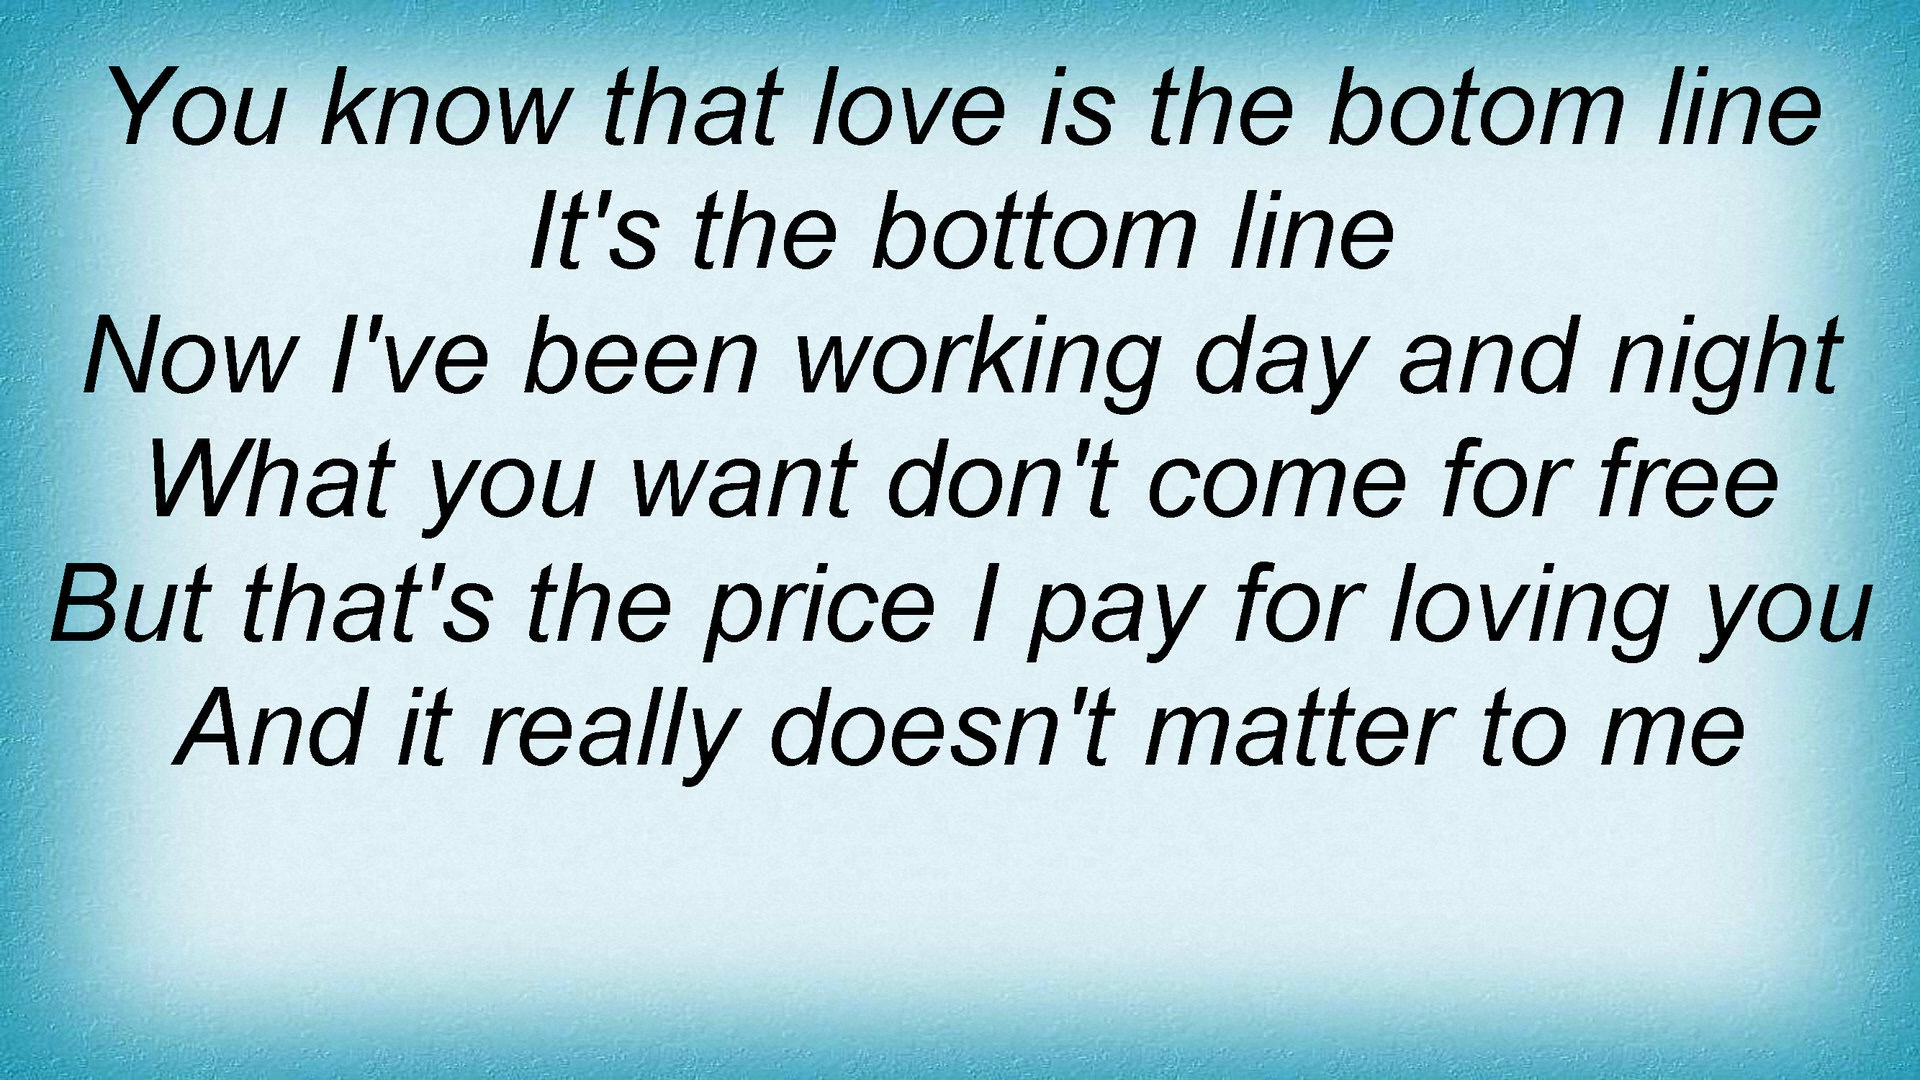 You know that love is the botom line
It's the bottom line
Now I've been working day and night
What you want don't come for free
But that's the price I pay for loving you
And it really doesn't matter to me